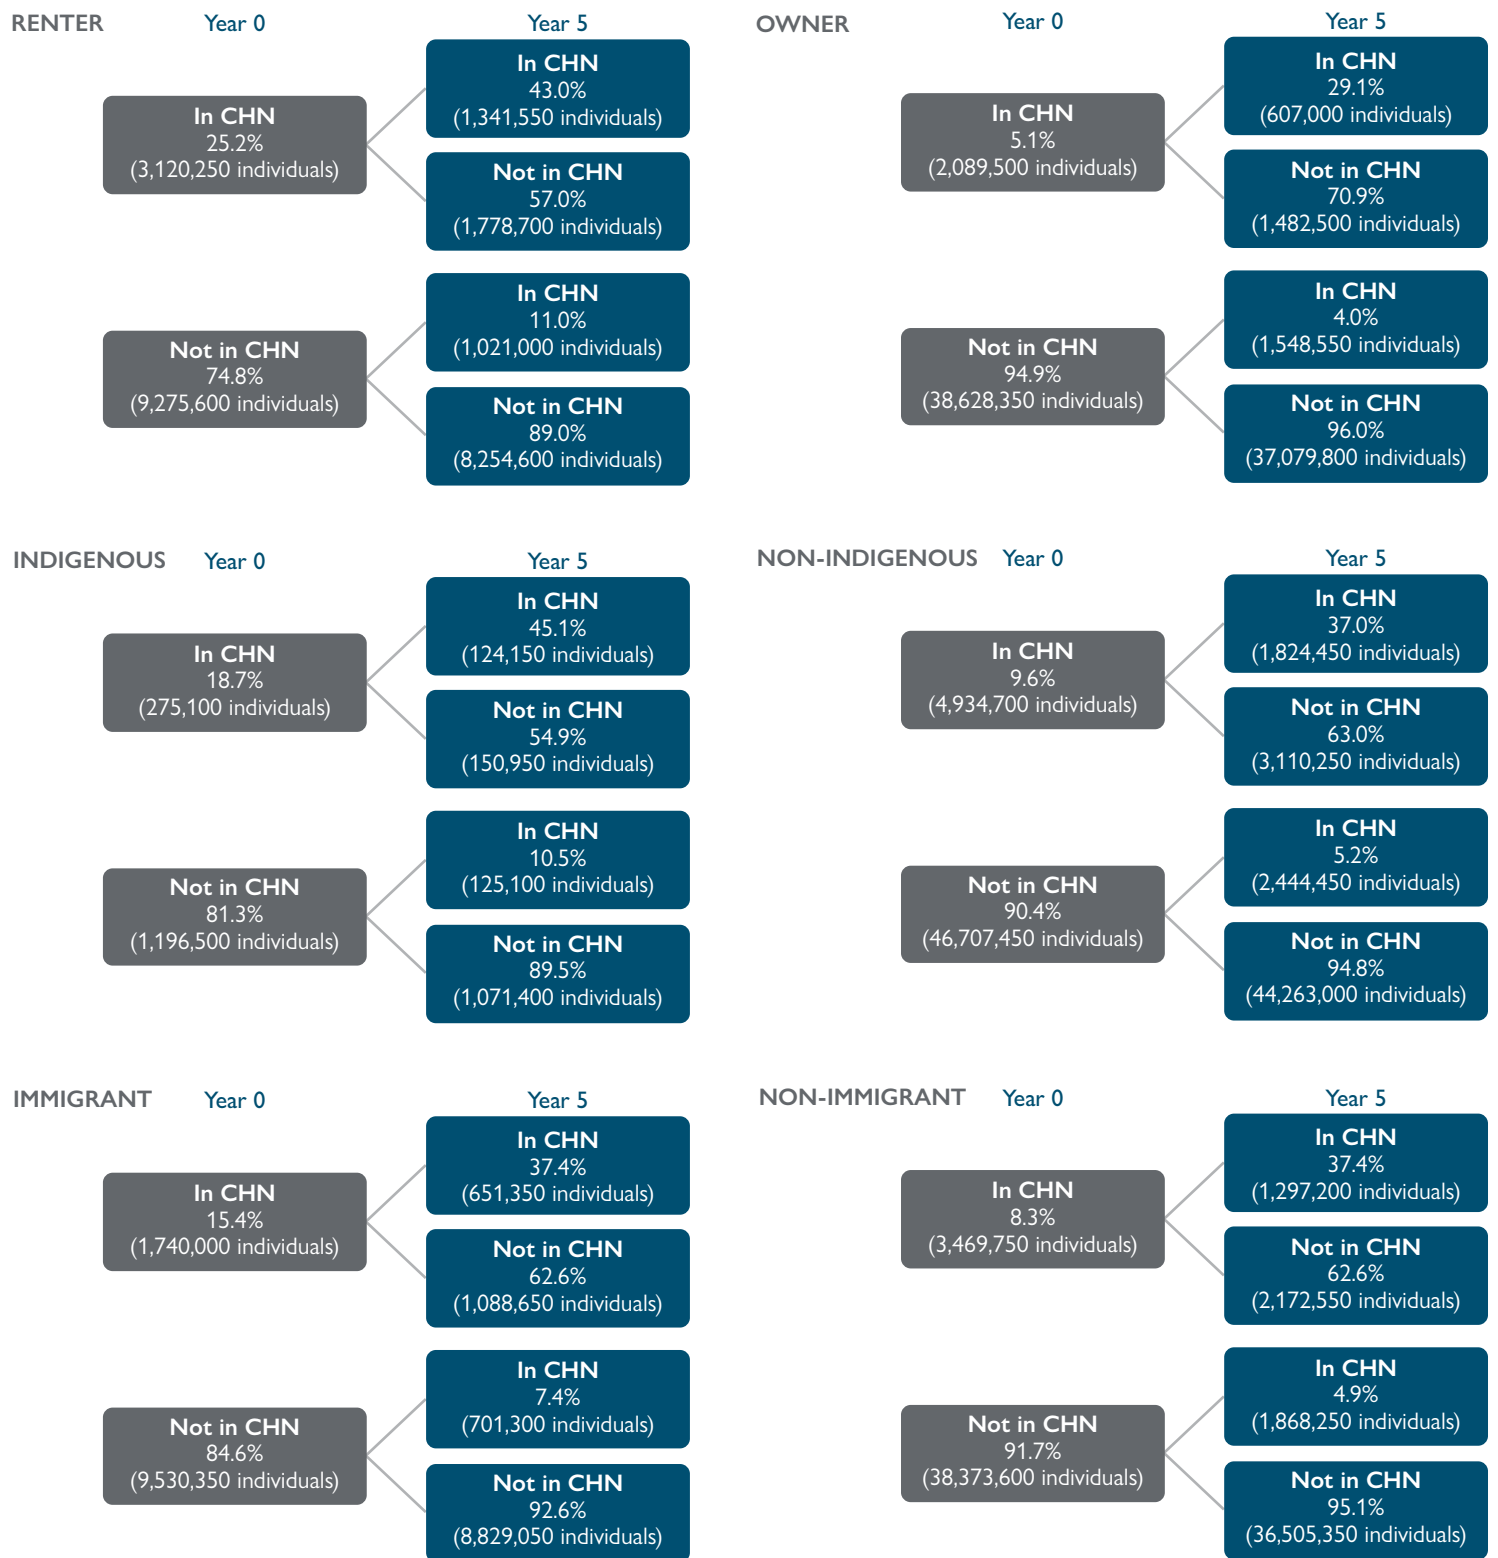 RENTER
Year 0
Year 5
In CHN
25.2%
(3,120,250 individuals)
In CHN
43.0%
(1,341,550 individuals)
Not in CHN
57.0%
(1,778,700 individuals)
Not in CHN
74.8%
(9,275,600 individuals)
In CHN
11.0%
(1,021,000 individuals)
Not in CHN
89.0%
(8,254,600 individuals)
OWNER
Year 0
Year 5
In CHN
5.1%
(2,089,500 individuals)
In CHN
29.1%
(607,000 individuals)
Not in CHN
70.9%
(1,482,500 individuals)
Not in CHN
94.9%
(38,628,350 individuals)
In CHN
4.0%
(1,548,550 individuals)
Not in CHN
96.0%
(37,079,800 individuals)
INDIGENOUS
Year 0
Year 5
In CHN
18.7%
(275,100 individuals)
In CHN
45.1%
(124,150 individuals)
Not in CHN
54.9%
(150,950 individuals)
Not in CHN
81.3%
(1,196,500 individuals)
In CHN
10.5%
(125,100 individuals)
Not in CHN
89.5%
(1,071,400 individuals)
NON-INDIGENOUS
Year 0
Year 5
In CHN
9.6%
(4,934,700 individuals)
In CHN
37.0%
(1,824,450 individuals)
Not in CHN
63.0%
(3,110,250 individuals)
Not in CHN
90.4%
(46,707,450 individuals)
In CHN
5.2%
(2,444,450 individuals)
Not in CHN
94.8%
(44,263,000 individuals)
IMMIGRANT
Year 0
Year 5
In CHN
15.4%
(1,740,000 individuals)
In CHN
37.4%
(651,350 individuals)
Not in CHN
62.6%
(1,088,650 individuals)
Not in CHN
84.6%
(9,530,350 individuals)
In CHN
7.4%
(701,300 individuals)
Not in CHN
92.6%
(8,829,050 individuals)
NON-IMMIGRANT
Year 0
Year 5
In CHN
8.3%
(3,469,750 individuals)
In CHN
37.4%
(1,297,200 individuals)
Not in CHN
62.6%
(2,172,550 individuals)
Not in CHN
91.7%
(38,373,600 individuals)
In CHN
4.9%
(1,868,250 individuals)
Not in CHN
95.1%
(36,505,350 individuals)